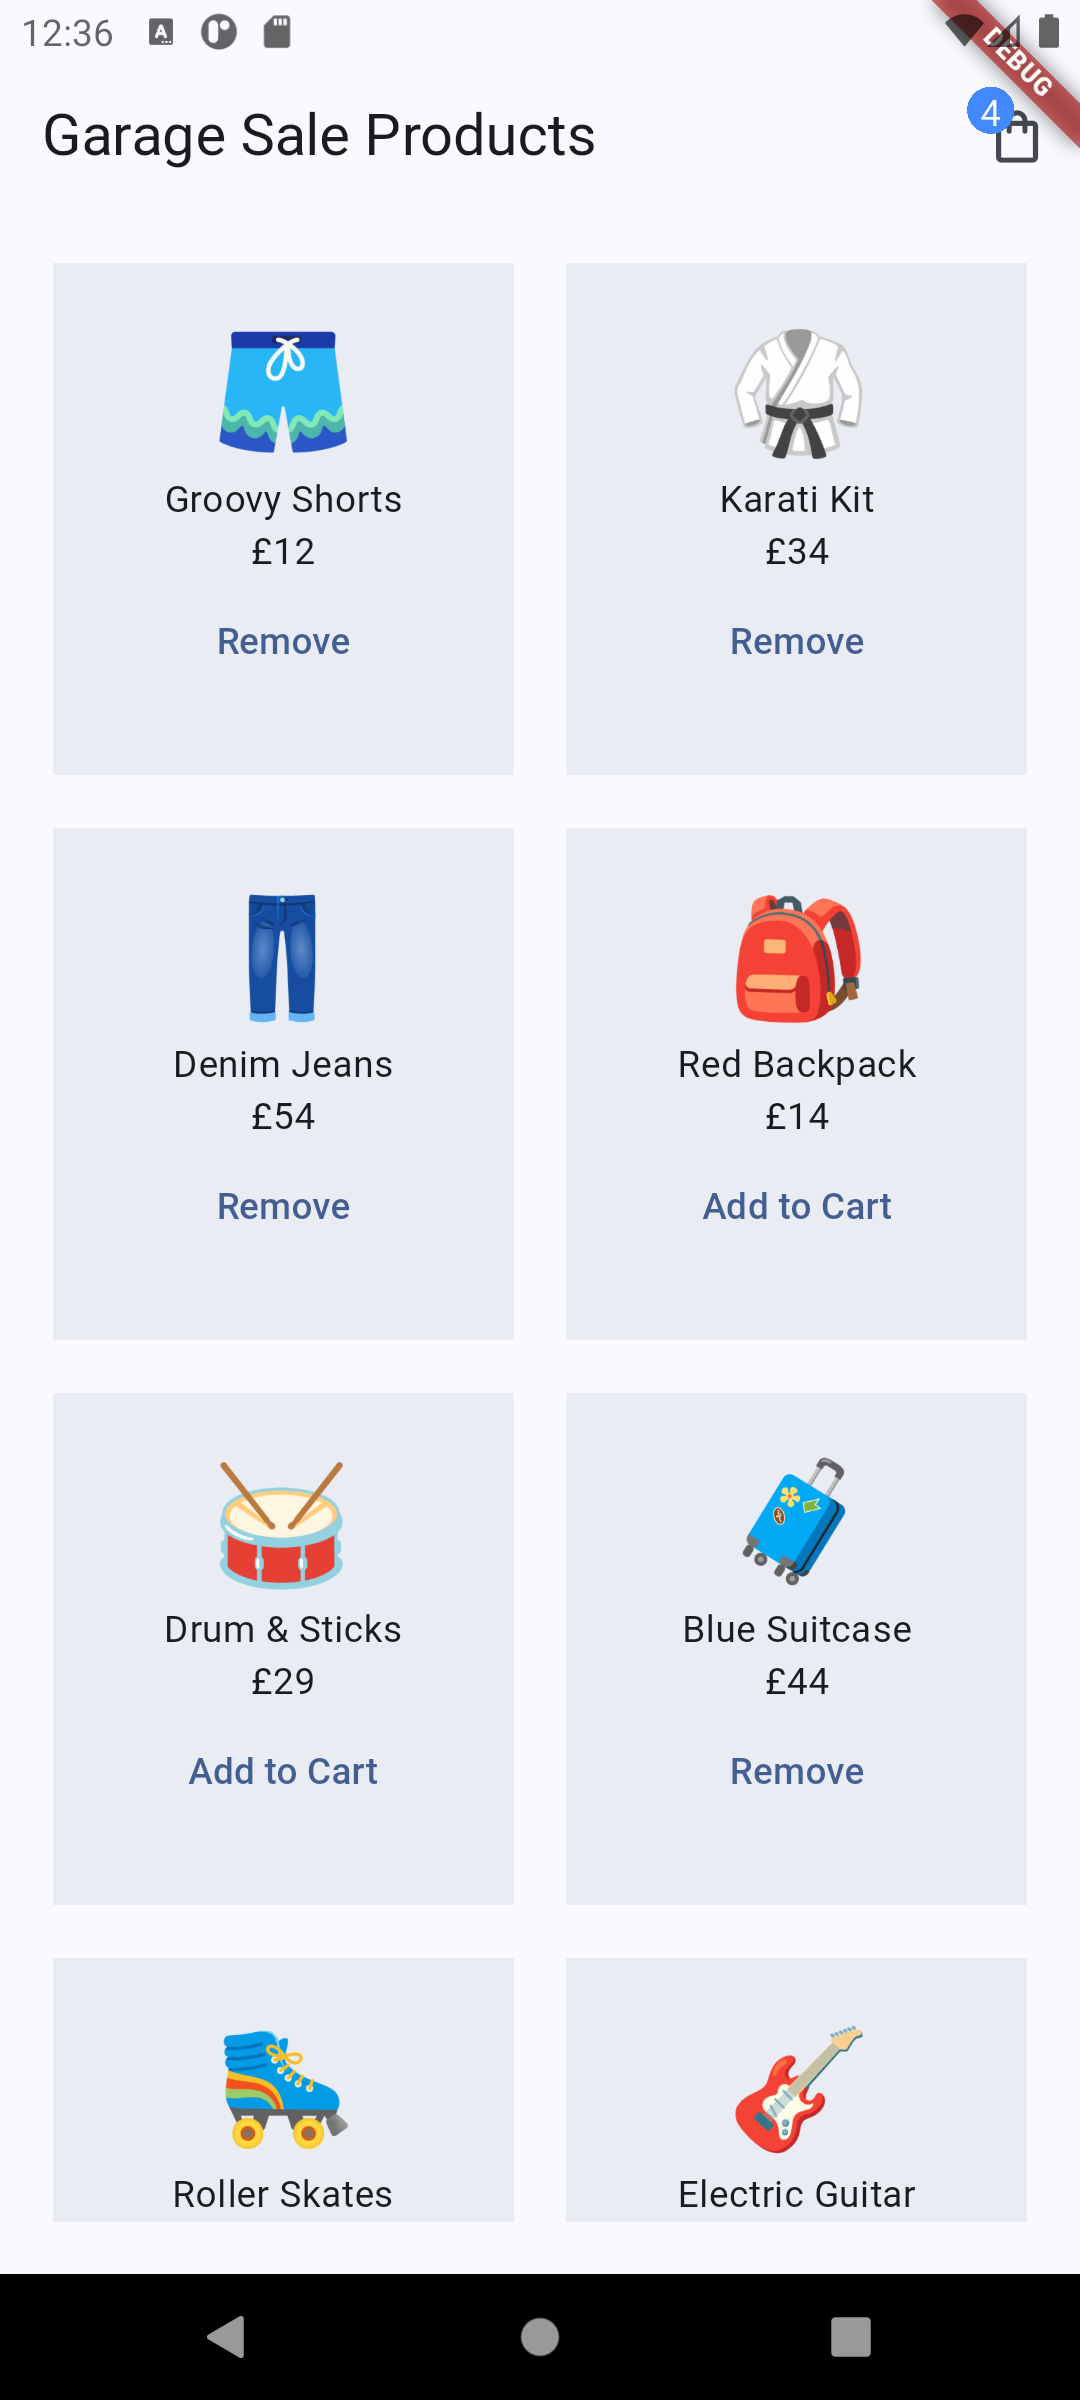 12:36
DEBUG
Garage Sale Products
4
Groovy Shorts
£12
Remove
Karati Kit
£34
Remove
Denim Jeans
£54
Remove
Red Backpack
£14
Add to Cart
Drum & Sticks
£29
Add to Cart
Blue Suitcase
£44
Remove
Roller Skates
Electric Guitar